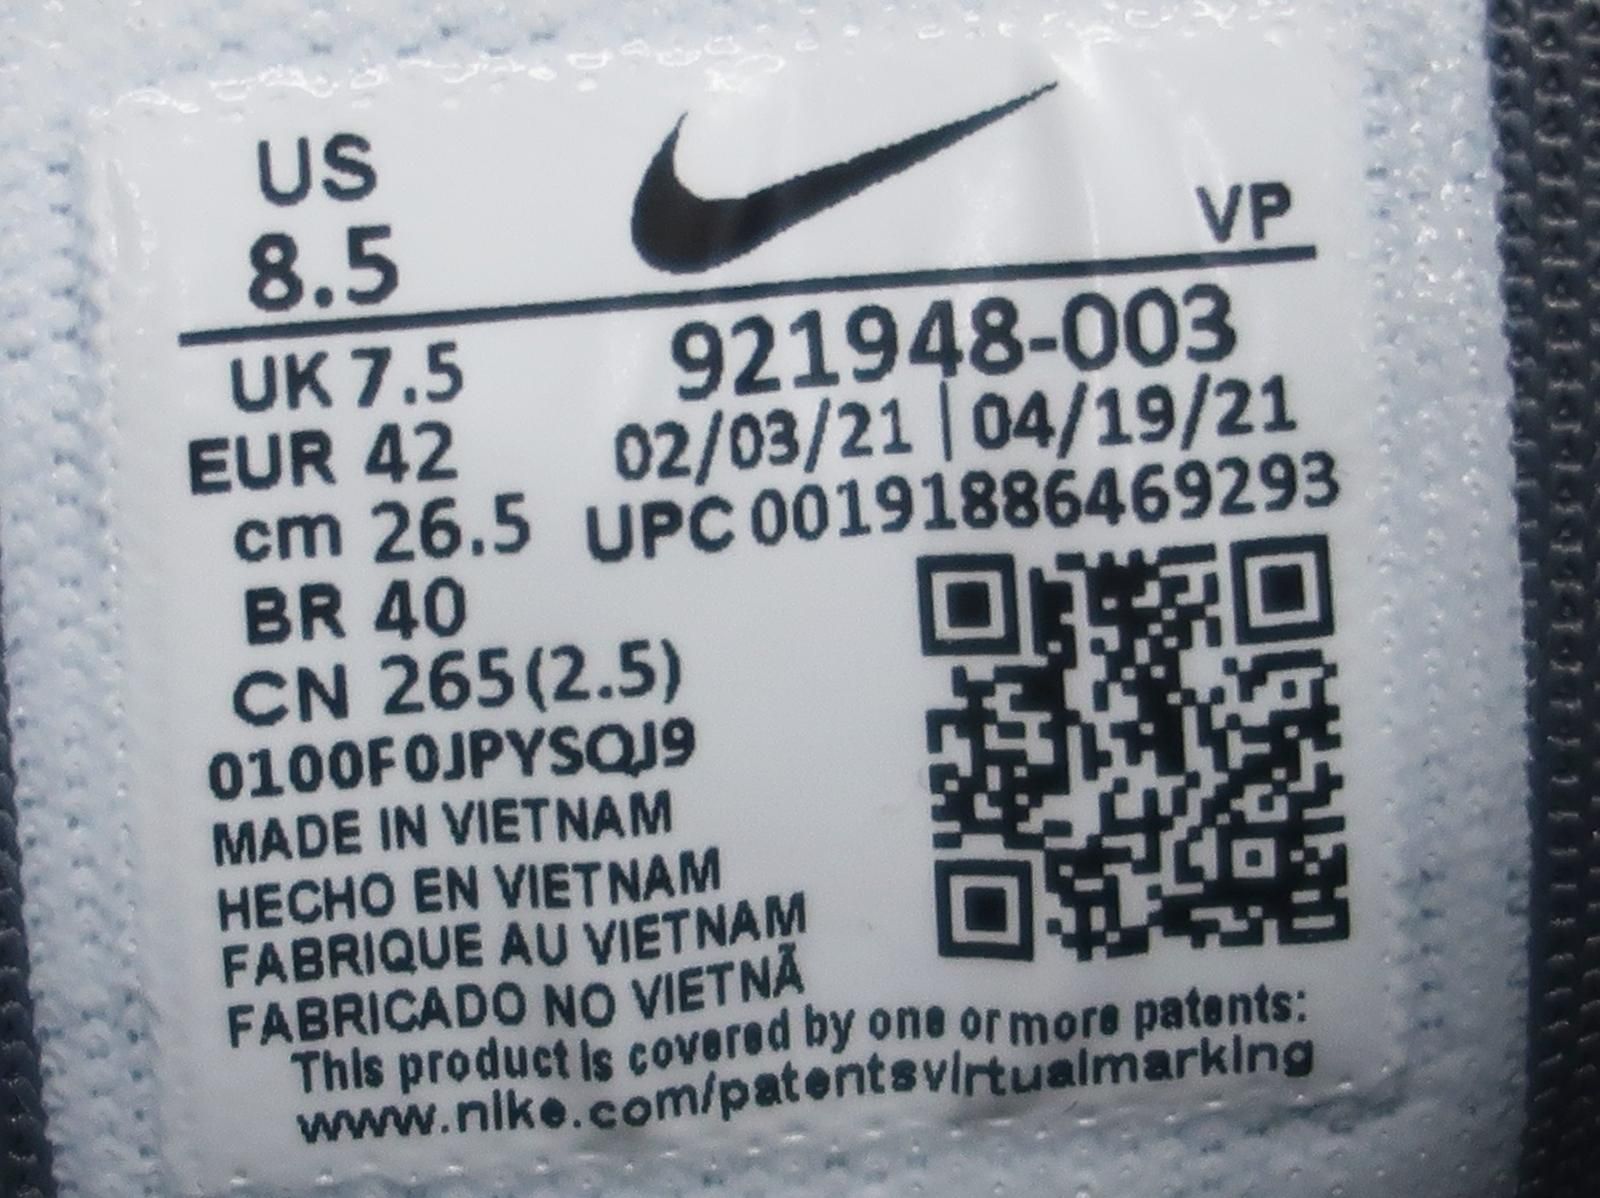 US
8.5
VP
UK 7.5
921948-003
EUR 42
02/03/21 | 04/19/21
cm 26.5
UPC 00191886469293
BR 40
CN 265(2.5)
0100F0JPYSQJ9
MADE IN VIETNAM
HECHO EN VIETNAM
FABRIQUE AU VIETNAM
FABRICADO NO VIETNÃ
This product is covered by one or more patents:
www.nike.com/patentsvirtualmarking